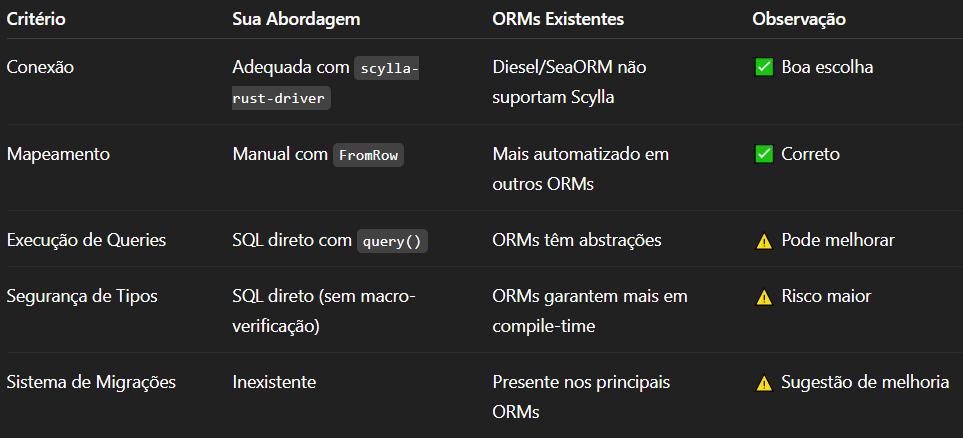 Critério Sua Abordagem ORMs Existentes Observação
Conexão Adequada com scylla- Diesel/SeaORM não ✅ Boa escolha
rust-driver suportam Scylla
Mapeamento Manual com FromRow Mais automatizado em ✅ Correto
outros ORMs
Execução de Queries SQL direto com query() ORMs têm abstrações ⚠️ Pode melhorar
Segurança de Tipos SQL direto (sem macro- ORMs garantem mais em ⚠️ Risco maior
verificação) compile-time
Sistema de Migrações Inexistente Presente nos principais ⚠️ Sugestão de melhoria
ORMs